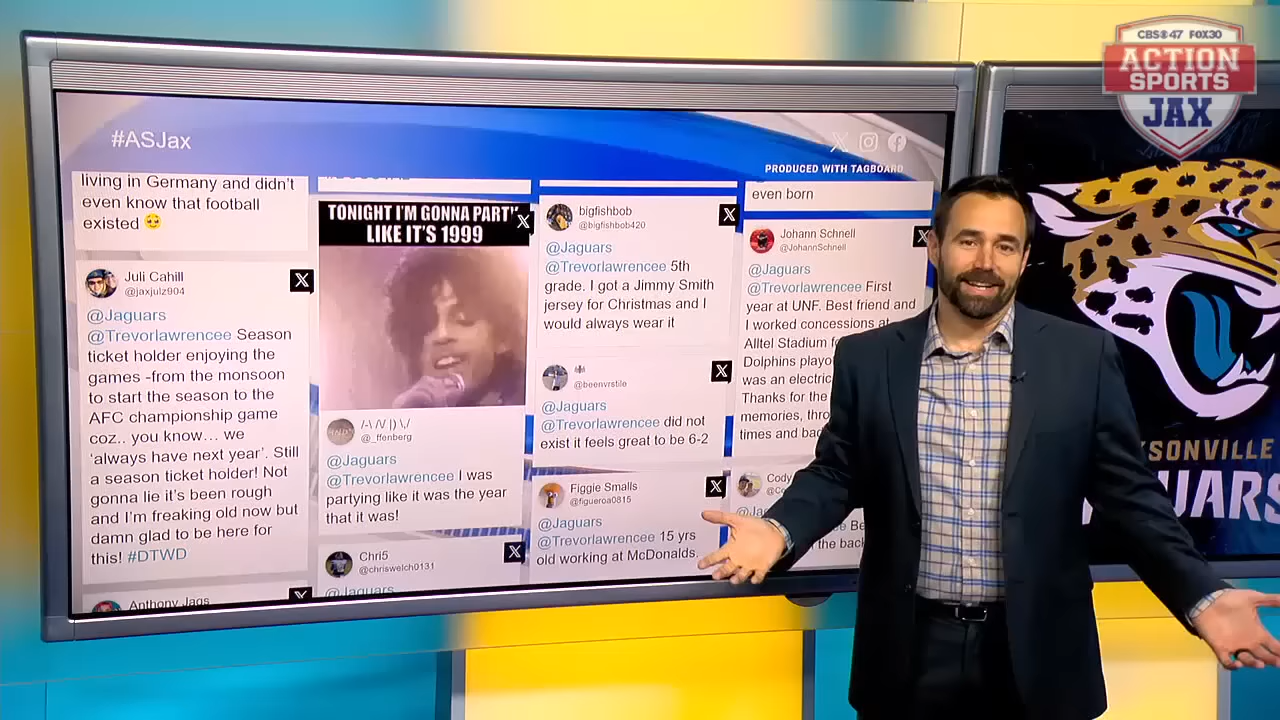 CBS 47 FOX30
ACTION
SPORTS
JAX
#ASJax
PRODUCED WITH TAGBOARD
living in Germany and didn't
even know that football
existed 🥹
Juli Cahill
@jaxjulz904
@Jaguars
@Trevorlawrencee Season
ticket holder enjoying the
games -from the monsoon
to start the season to the
AFC championship game
coz.. you know... we
'always have next year'. Still
a season ticket holder! Not
gonna lie it's been rough
and I'm freaking old now but
damn glad to be here for
this! #DTWD
Anthony Jags
TONIGHT I'M GONNA PARTY
LIKE IT'S 1999
/-\ /\/ |) \,/
@_ffenberg
@Jaguars
@Trevorlawrencee I was
partying like it was the year
that it was!
Chri5
@chriswelch0131
@Jaguars
bigfishbob
@bigfishbob420
@Jaguars
@Trevorlawrencee 5th
grade. I got a Jimmy Smith
jersey for Christmas and I
would always wear it
@beenvrstile
@Jaguars
@Trevorlawrencee did not
exist it feels great to be 6-2
Figgie Smalls
@figueroa0815
@Jaguars
@Trevorlawrencee 15 yrs
old working at McDonalds.
even born
Johann Schnell
@JohannSchnell
@Jaguars
@Trevorlawrencee First
year at UNF. Best friend and
I worked concessions at
Alltel Stadium
Dolphins
was an electric
Thanks for the
memories,
times and
Cody
the back
KSONVILLE
UARS